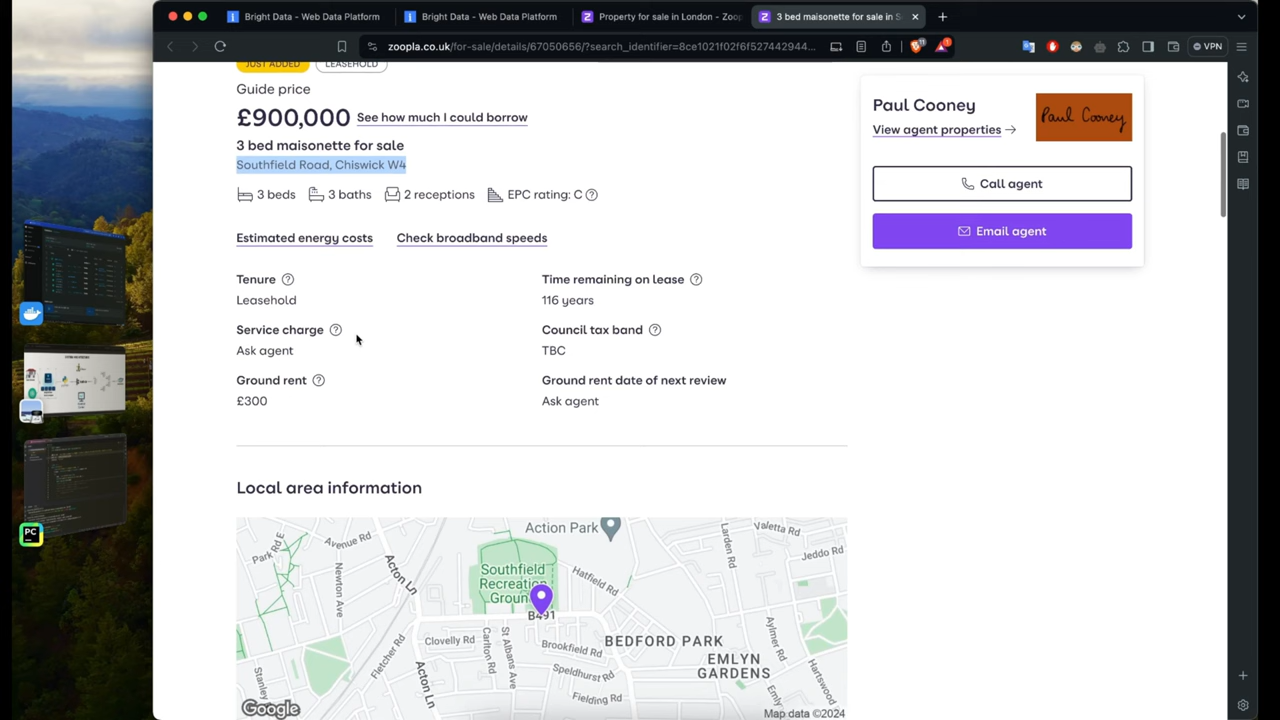 Bright Data - Web Data Platform
Bright Data - Web Data Platform
Property for sale in London - Zoop
3 bed maisonette for sale in S
zoopla.co.uk/for-sale/details/67050656/?search_identifier=8ce1021f02f6f527442944...
VPN
JUST ADDED
LEASEHOLD
Guide price
£900,000 See how much I could borrow
3 bed maisonette for sale
Southfield Road, Chiswick W4
3 beds 3 baths 2 receptions EPC rating: C
Estimated energy costs Check broadband speeds
Tenure
Leasehold
Time remaining on lease
116 years
Service charge
Ask agent
Council tax band
TBC
Ground rent
£300
Ground rent date of next review
Ask agent
Paul Cooney
View agent properties
Paul Cooney
Call agent
Email agent
Local area information
Action Park
Valetta Rd
Park Rd E
Avenue Rd
Larden Rd
Jeddo Rd
Acton Ln
Newton Ave
Southfield
Recreation
Ground
Hatfield Rd
B491
Clovelly Rd
Carlton Rd
St Albans Ave
Brookfield Rd
BEDFORD PARK
EMLYN
GARDENS
Aylmer Rd
Fletcher Rd
Speldhurst Rd
Stanley
Acton Ln
Fielding Rd
Emlyn
Hartswood
Google
Map data ©2024
PC